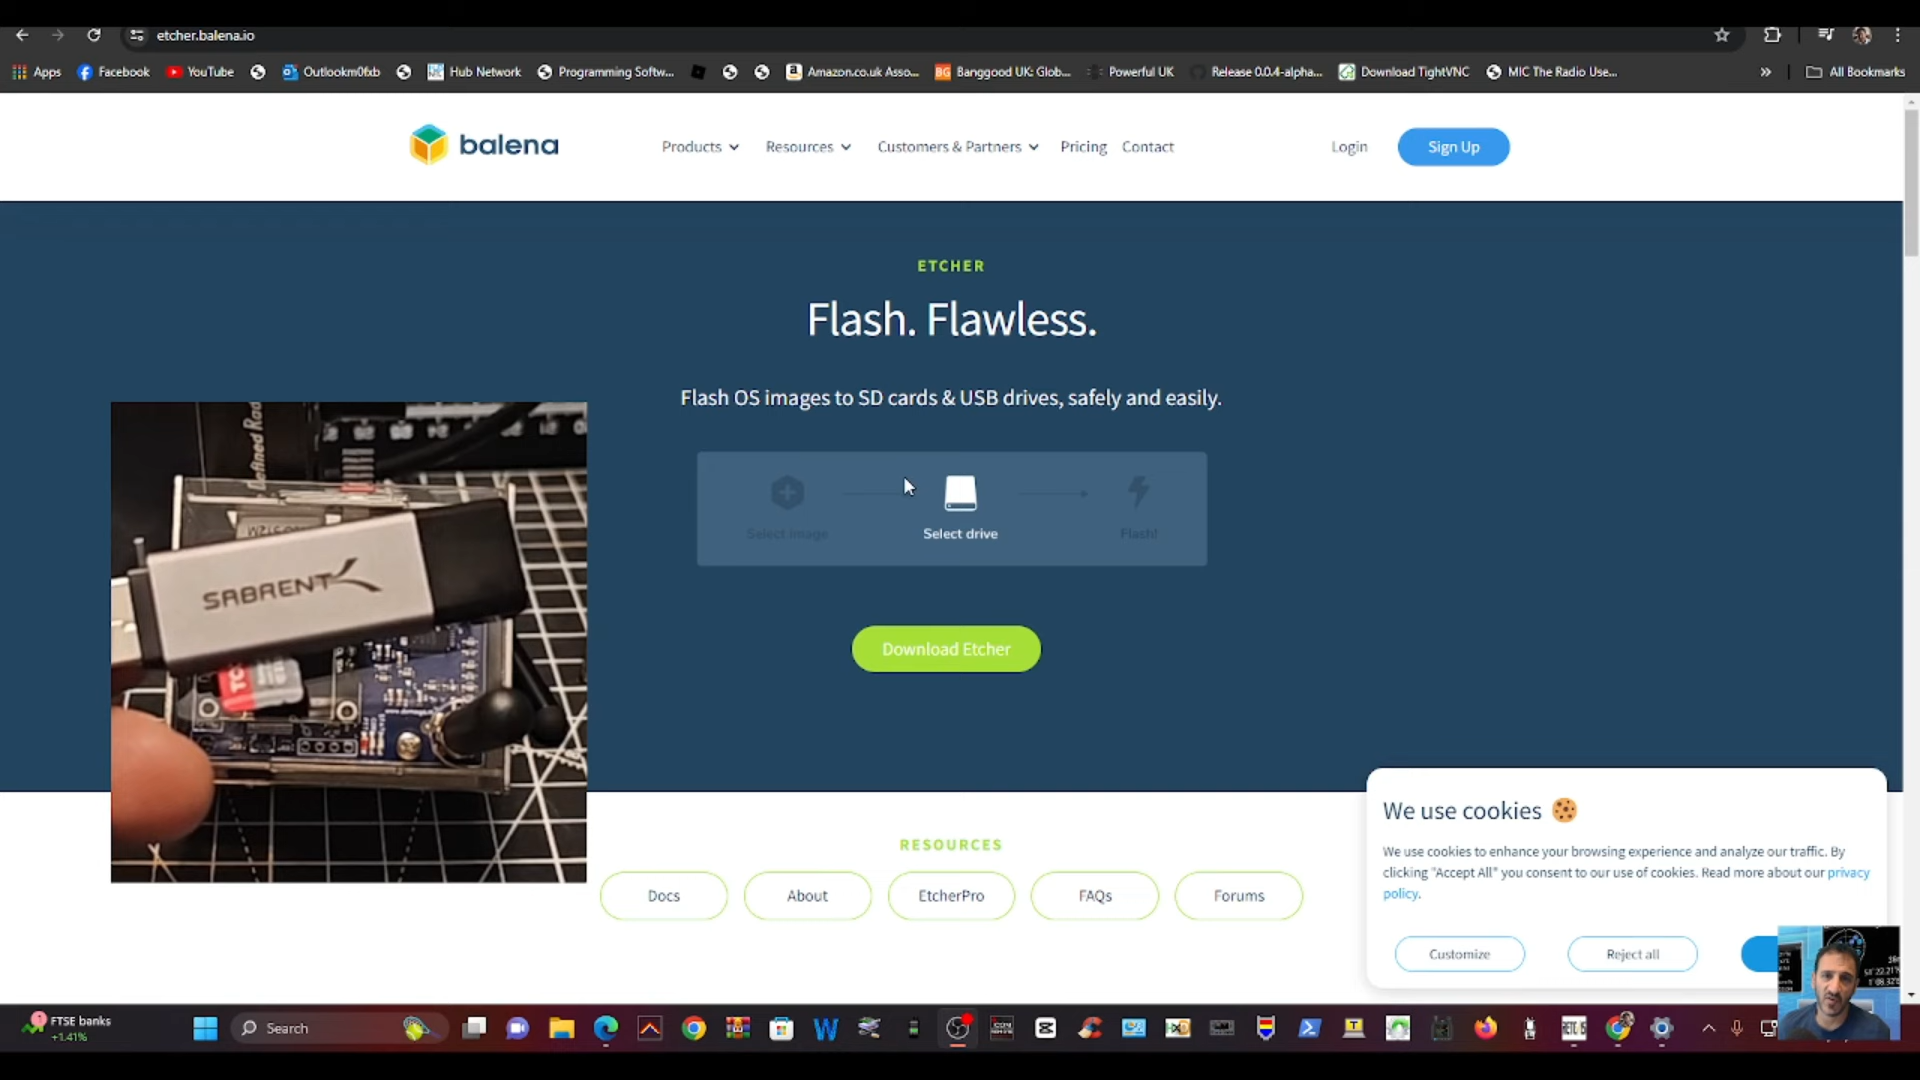 etcher.balena.io
Apps
Facebook
YouTube
Outlookm0fxb
Hub Network
Programming Softw...
Amazon.co.uk Asso...
BG
Banggood UK: Glob...
Powerful UK
Release 0.0.4-alpha...
Download TightVNC
MIC The Radio Use...
All Bookmarks
balena
Products
Resources
Customers & Partners
Pricing
Contact
Login
Sign Up
ETCHER
Flash. Flawless.
Flash OS images to SD cards & USB drives, safely and easily.
Select image
Select drive
Flash!
Download Etcher
SABRENT
RESOURCES
Docs
About
EtcherPro
FAQs
Forums
We use cookies
We use cookies to enhance your browsing experience and analyze our traffic. By
clicking "Accept All" you consent to our use of cookies. Read more about our privacy
policy.
Customize
Reject all
FTSE banks
+1.41%
Search